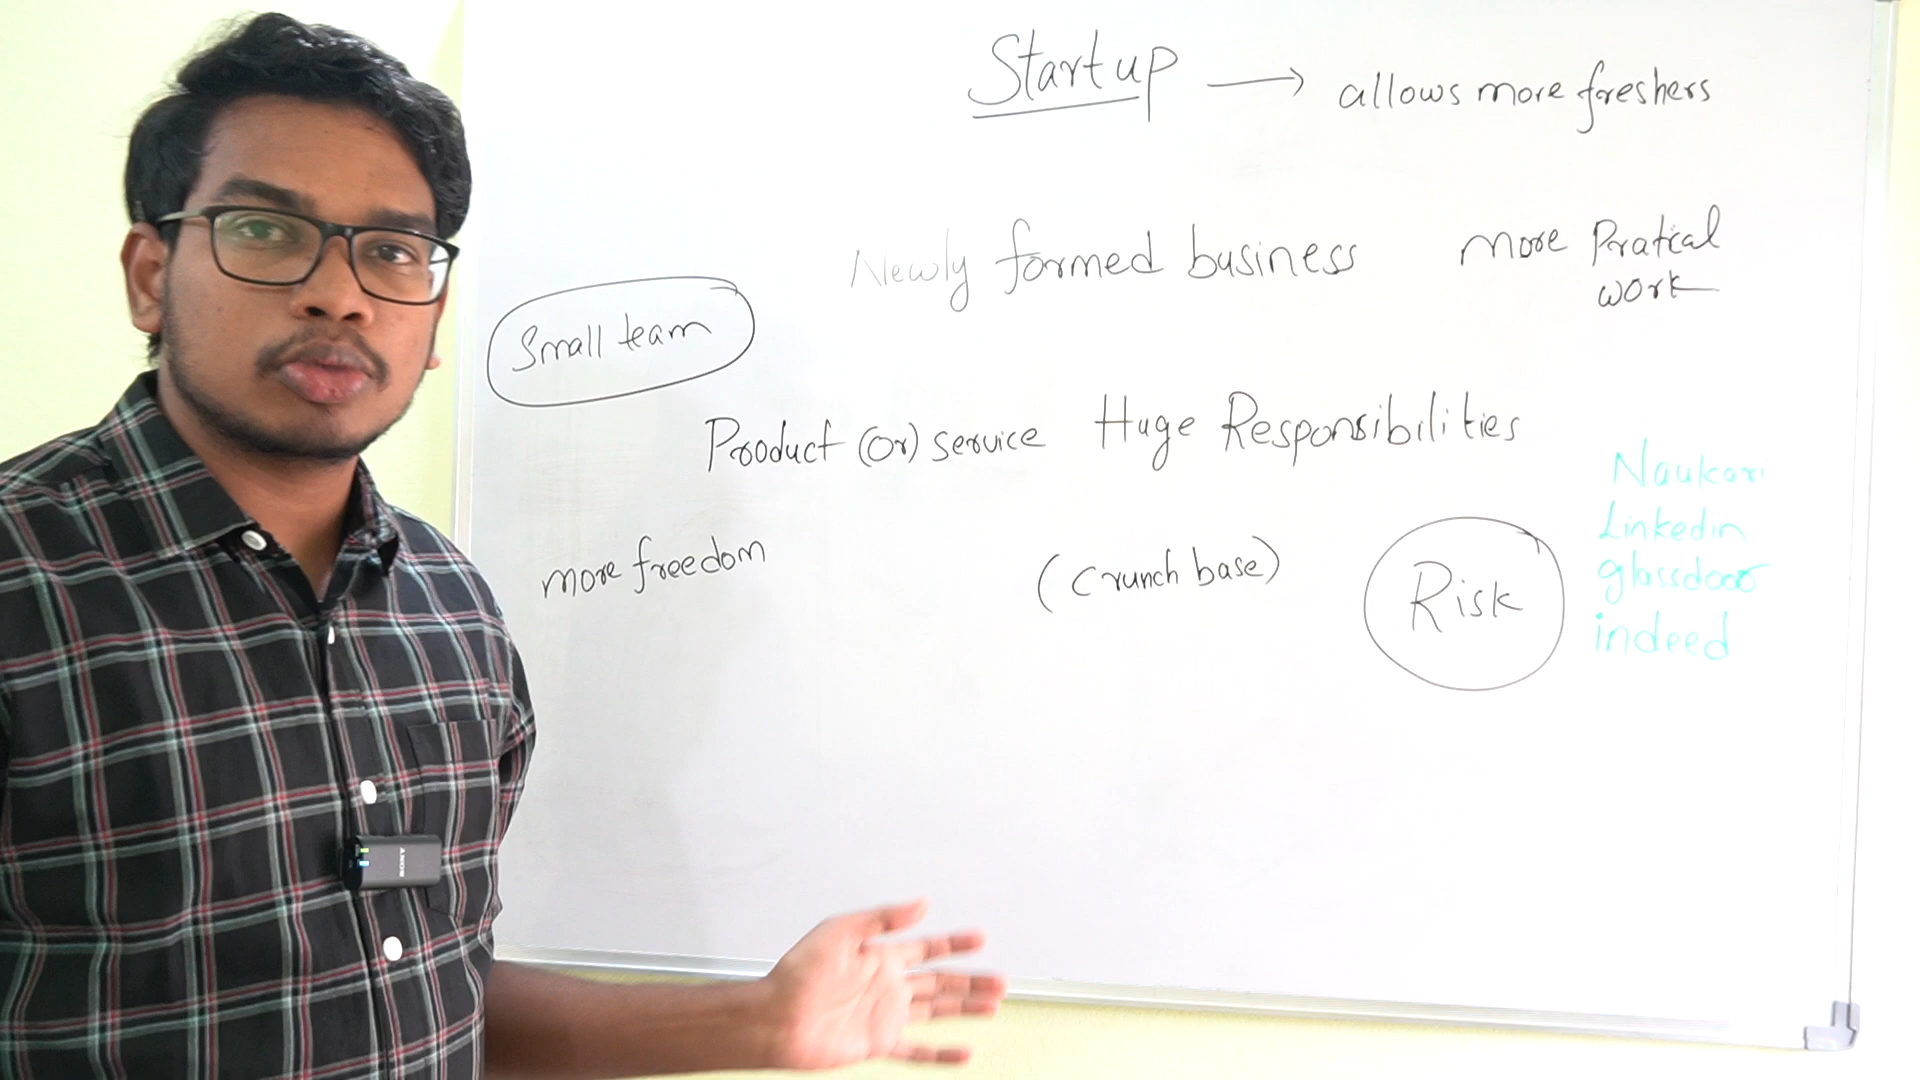 Startup → allows more freshers
Newly formed business
more Pratical
work
Small team
Product (or) service
Huge Responsibilities
more freedom
(Crunch base)
Risk
Naukari
Linkedin
glassdoor
indeed